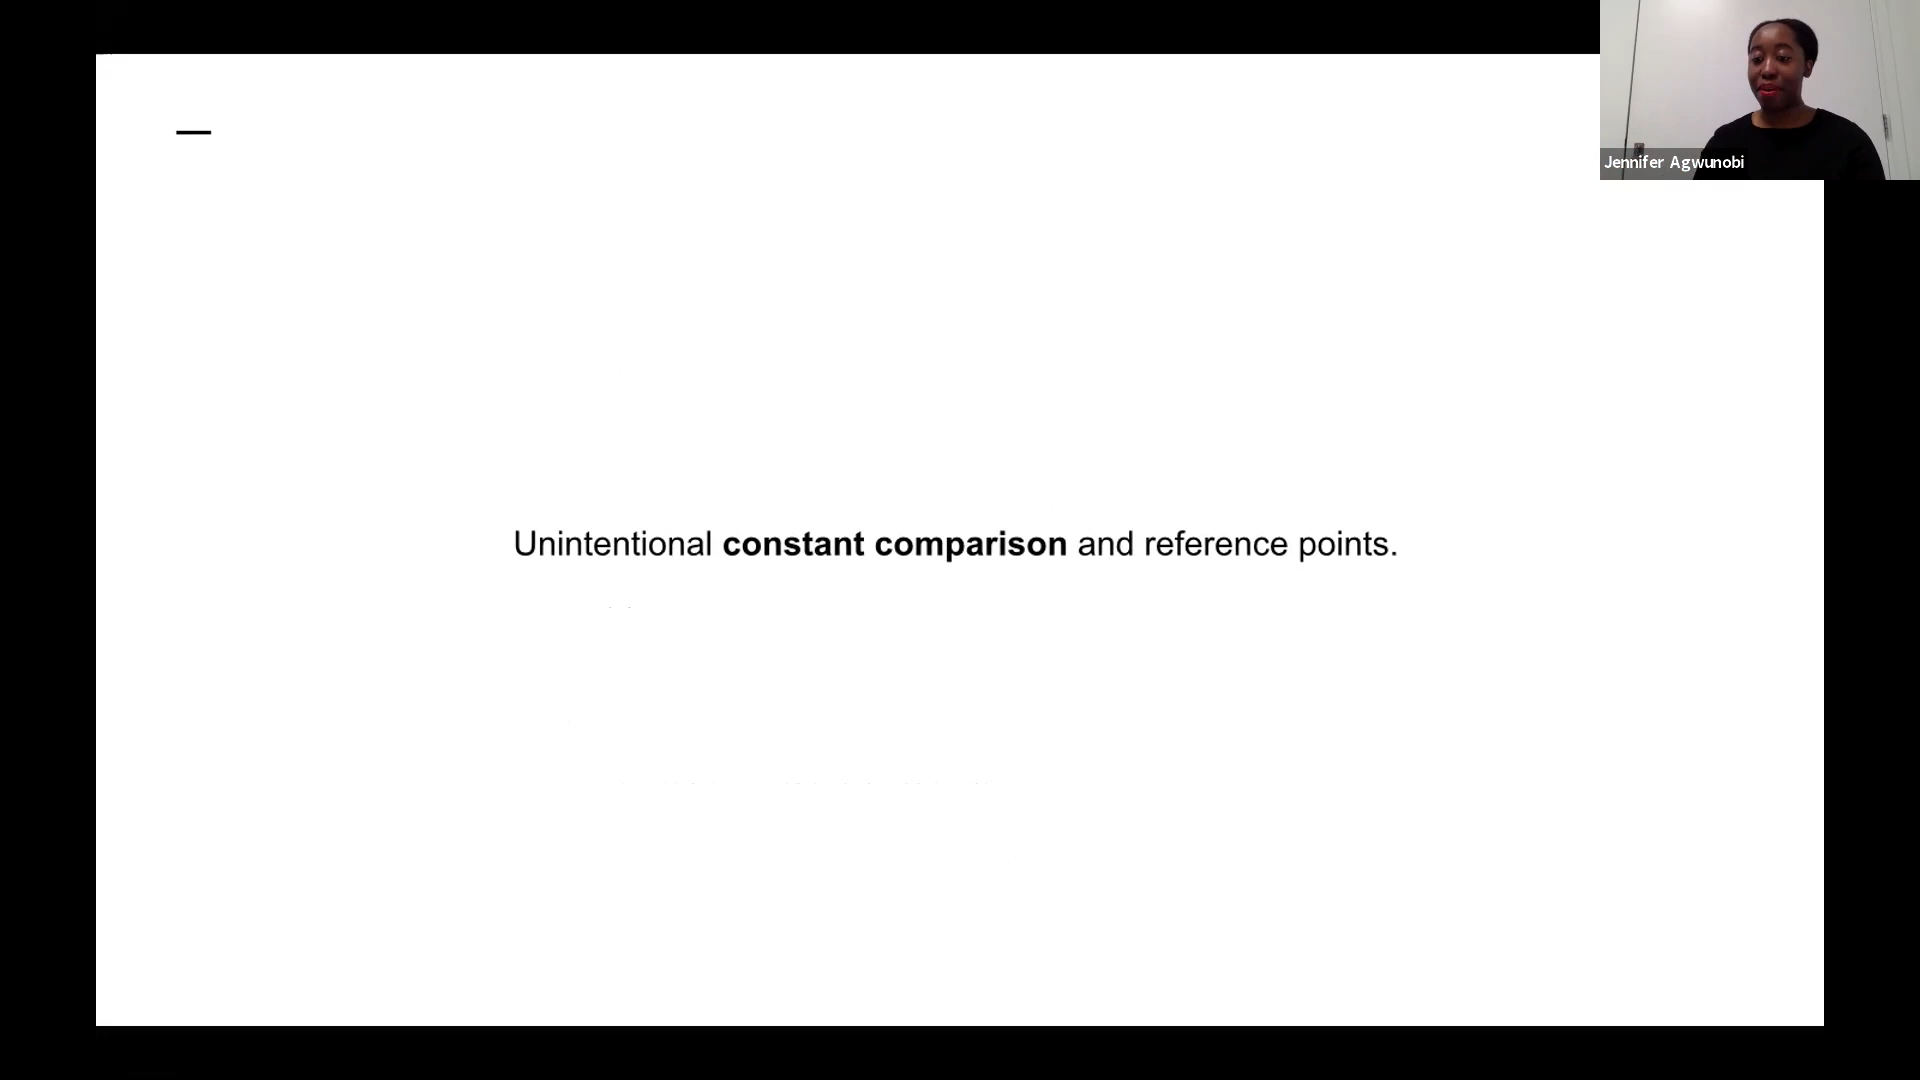 Jennifer Agwunobi
Unintentional constant comparison and reference points.